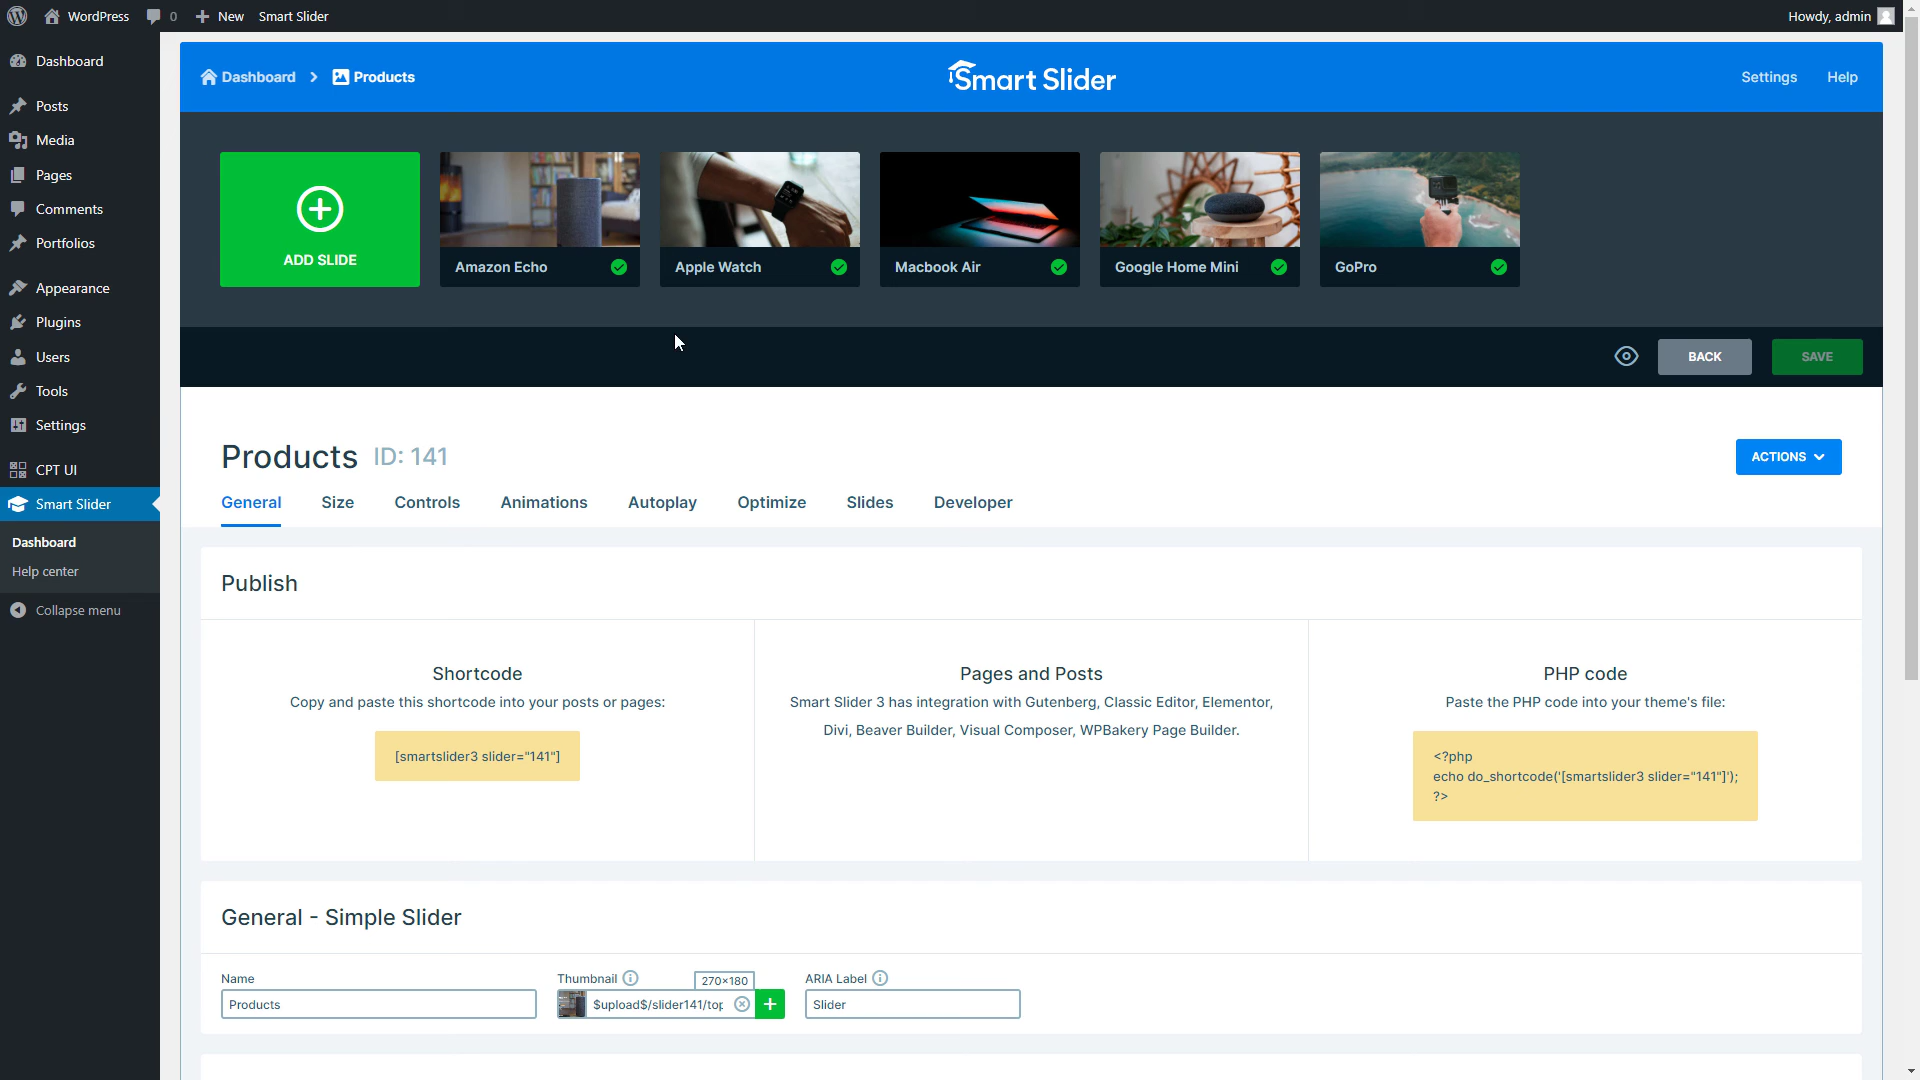 WordPress 0 New Smart Slider Howdy, admin
Dashboard
Posts
Media
Pages
Comments
Portfolios
Appearance
Plugins
Users
Tools
Settings
CPT UI
Smart Slider
Dashboard
Help center
Collapse menu
Dashboard Products Smart Slider Settings Help
ADD SLIDE
Amazon Echo
Apple Watch
Macbook Air
Google Home Mini
GoPro
BACK SAVE
Products ID: 141 ACTIONS
General Size Controls Animations Autoplay Optimize Slides Developer
Publish
Shortcode
Copy and paste this shortcode into your posts or pages:
[smartslider3 slider="141"]
Pages and Posts
Smart Slider 3 has integration with Gutenberg, Classic Editor, Elementor,
Divi, Beaver Builder, Visual Composer, WPBakery Page Builder.
PHP code
Paste the PHP code into your theme's file:
<?php
echo do_shortcode('[smartslider3 slider="141"]');
?>
General - Simple Slider
Name Thumbnail 270×180 ARIA Label
Products $upload$/slider141/top Slider